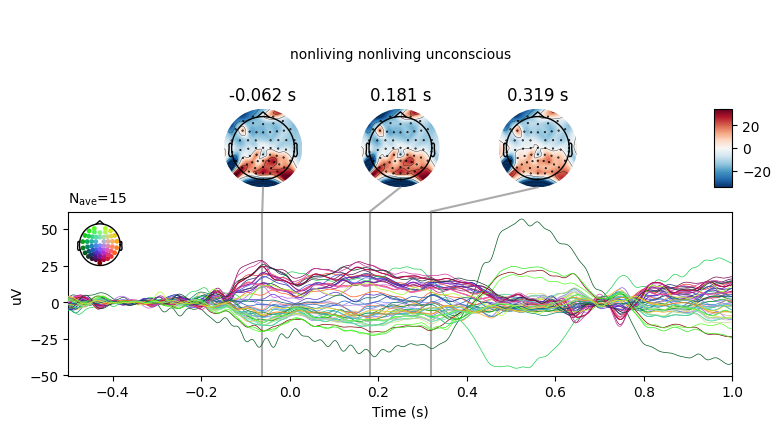 nonliving nonliving unconscious
-0.062 s 0.181 s 0.319 s
20
0
−20
Nave=15
50
25
0
−25
−50
uV
−0.4 −0.2 0.0 0.2 0.4 0.6 0.8 1.0
Time (s)